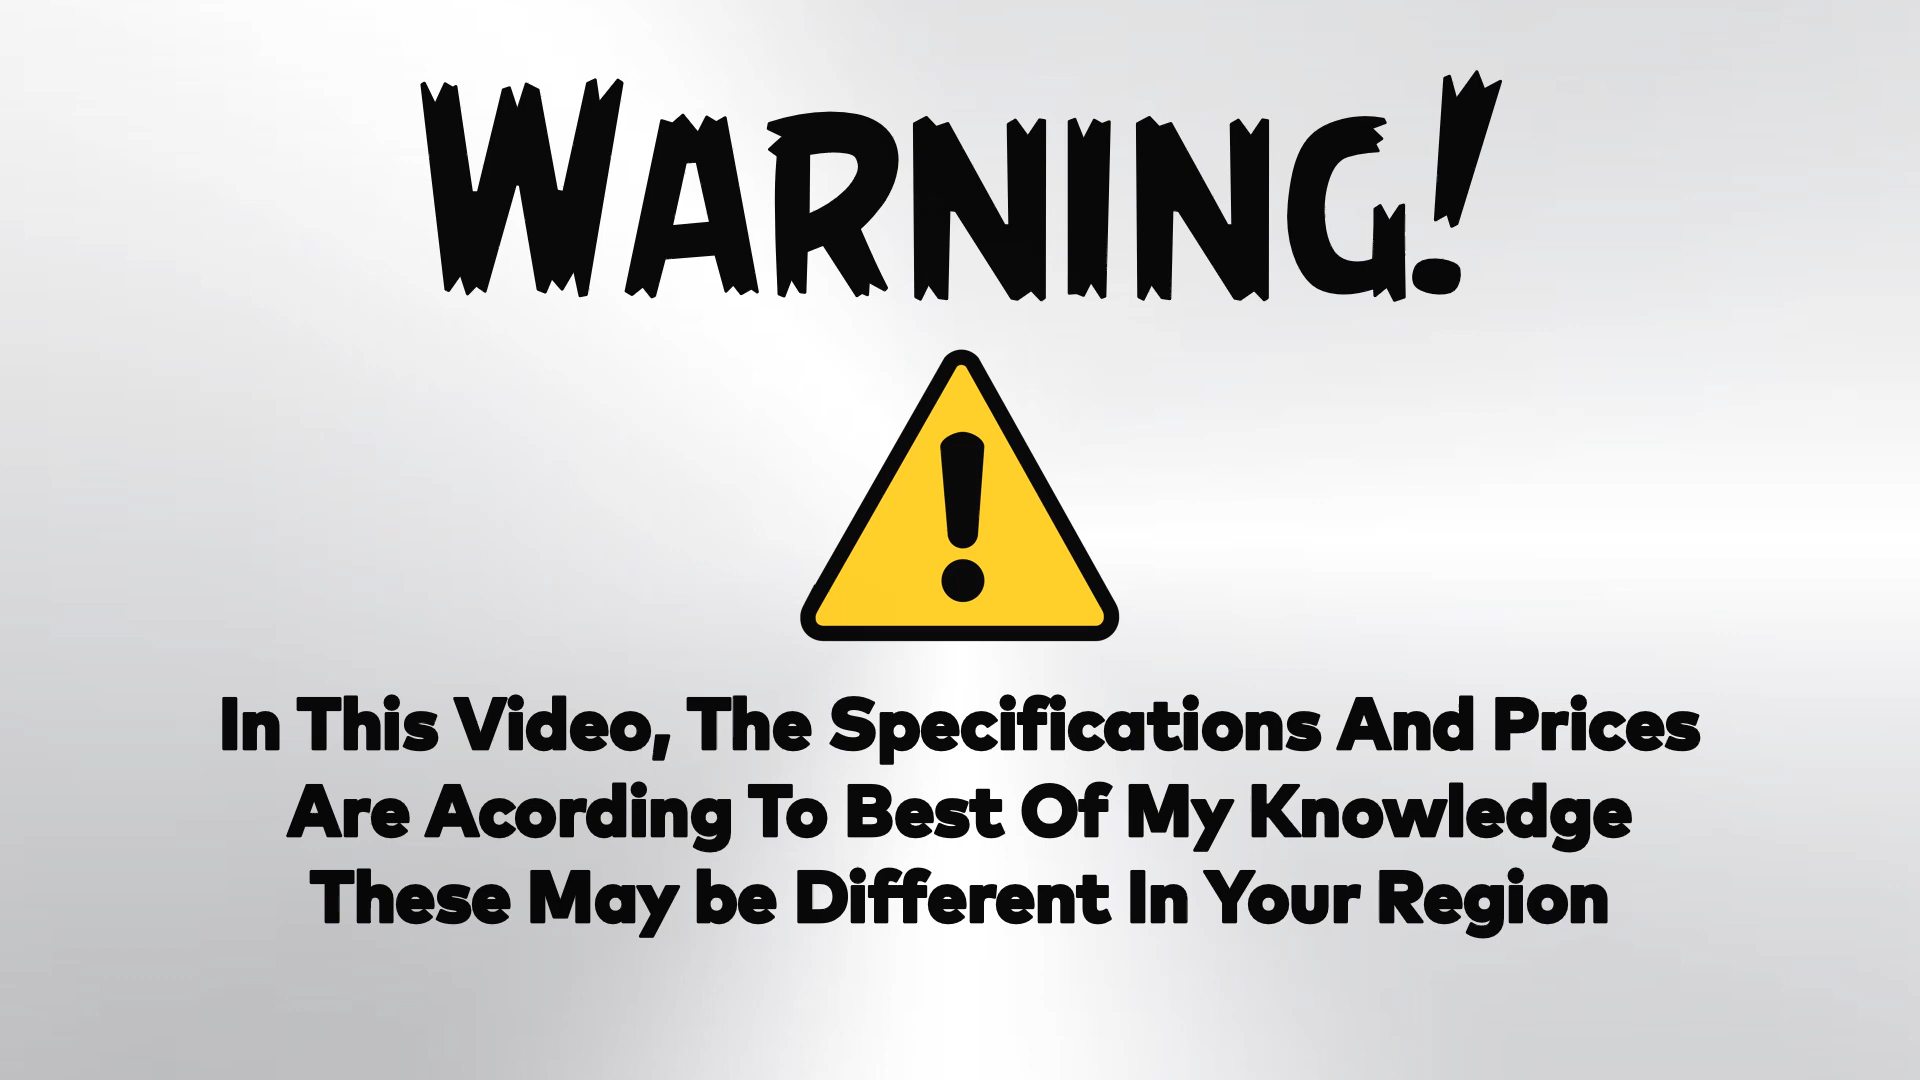 WARNING!
In This Video, The Specifications And Prices
Are Acording To Best Of My Knowledge
These May be Different In Your Region